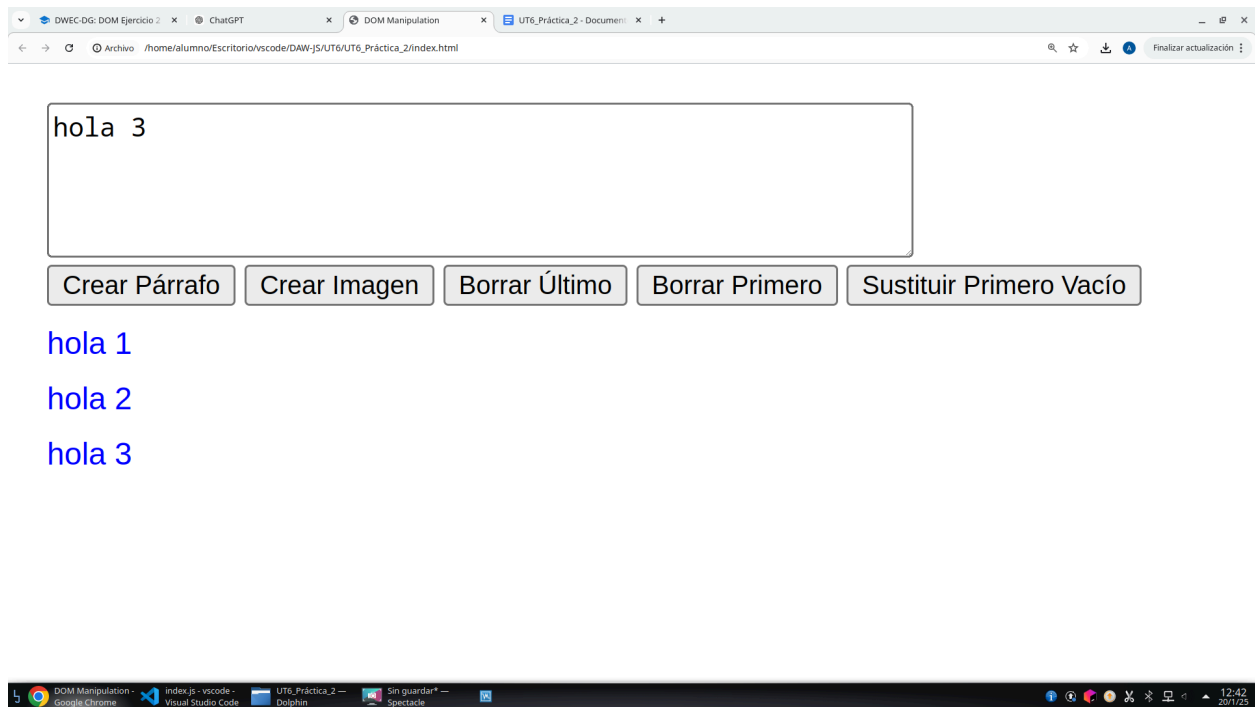 DWEC-DG: DOM Ejercicio 2
ChatGPT
DOM Manipulation
UT6_Práctica_2 - Document
Archivo /home/alumno/Escritorio/vscode/DAW-JS/UT6/UT6_Práctica_2/index.html
A
Finalizar actualización
hola 3
Crear Párrafo Crear Imagen Borrar Último Borrar Primero Sustituir Primero Vacío
hola 1
hola 2
hola 3
DOM Manipulation -
Google Chrome
index.js - vscode -
Visual Studio Code
UT6_Práctica_2 —
Dolphin
Sin guardar* —
Spectacle
12:42
20/1/25